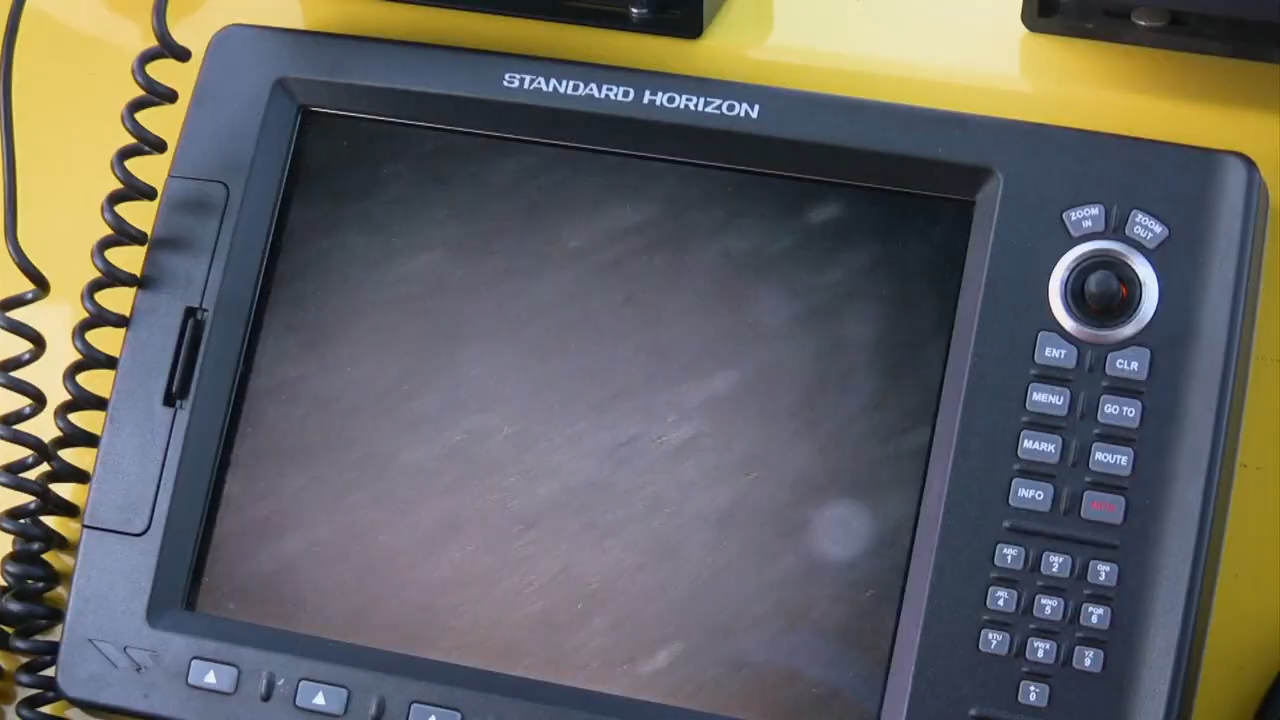 STANDARD HORIZON
ZOOM IN
ZOOM OUT
ENT
CLR
MENU
GO TO
MARK
ROUTE
INFO
ABC 1
DEF 2
GHI 3
JKL 4
MNO 5
PQR 6
STU 7
VWX 8
YZ 9
0